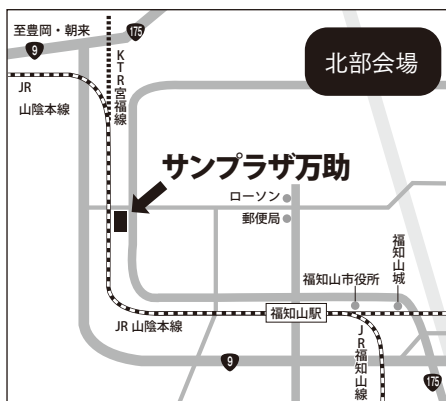 至豊岡・朝来
175
9
北部会場
KTR宮福線
JR
山陰本線
サンプラザ万助
ローソン
郵便局
福知山城
福知山市役所
福知山駅
JR山陰本線
JR福知山線
9
175